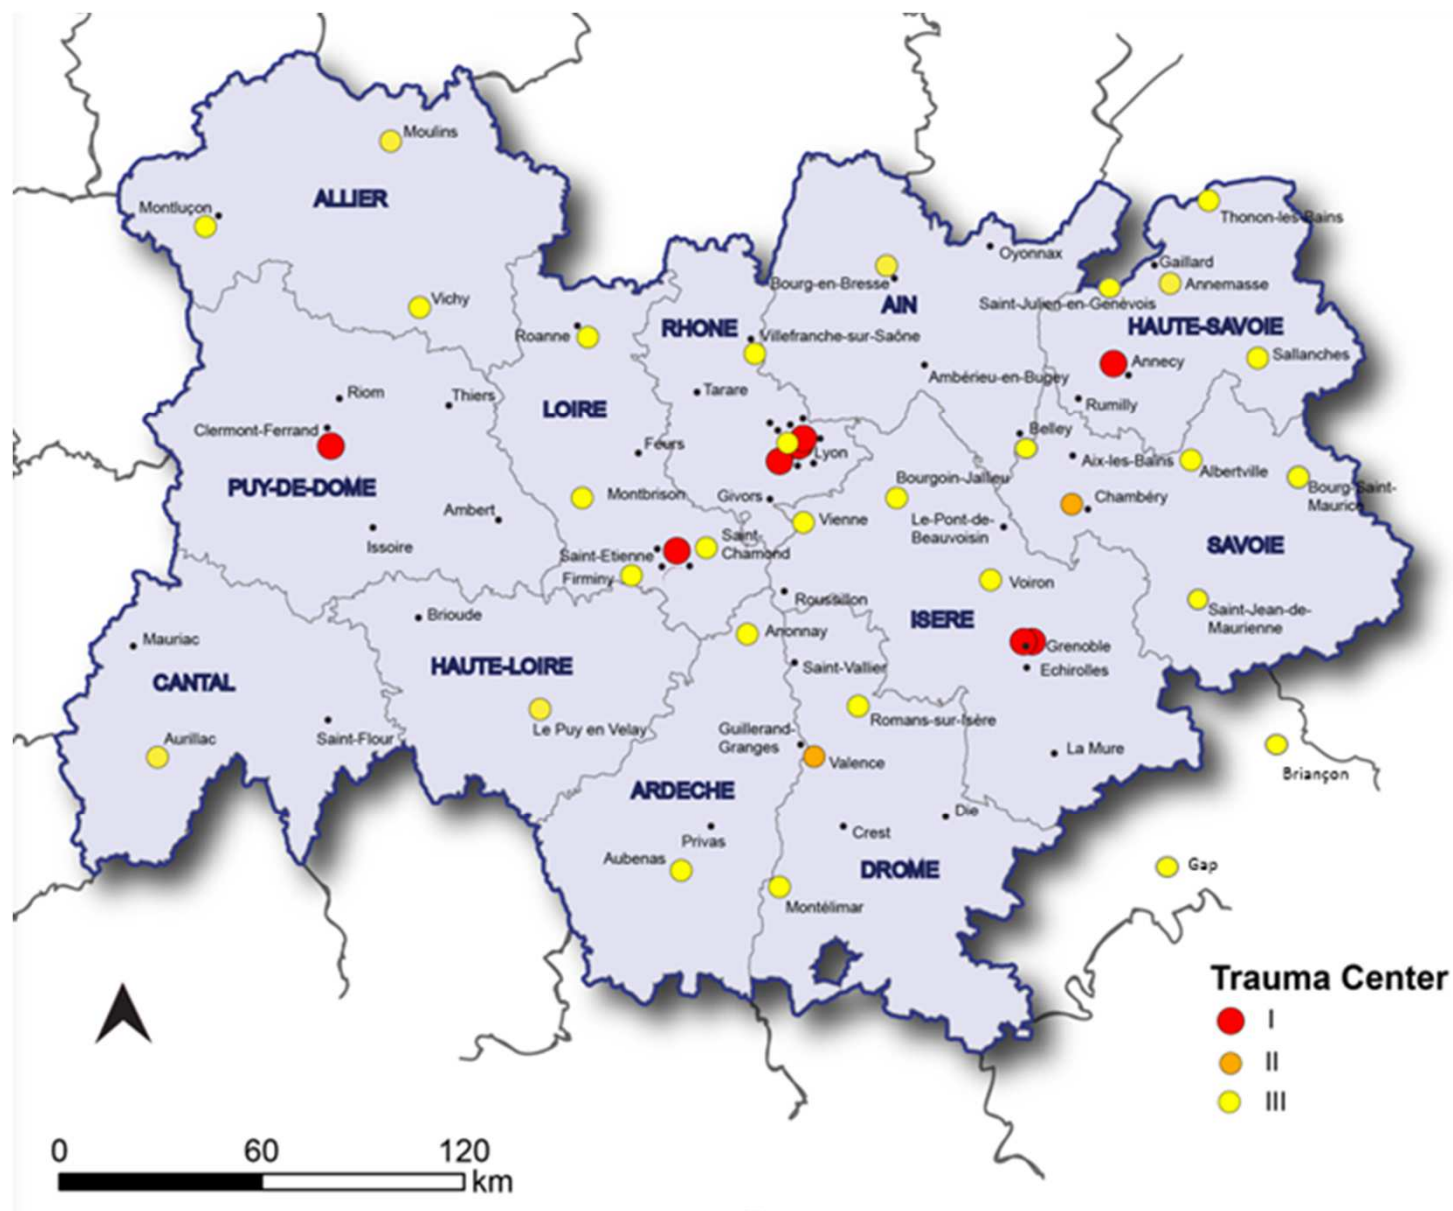 Moulins
ALLIER
Montluçon
Thonon-les-Bains
Oyonnax
Gaillard
Bourg-en-Bresse
Annemasse
Vichy
AIN
Saint-Julien-en-Genevois
RHONE
HAUTE-SAVOIE
Roanne
Villefranche-sur-Saône
Sallanches
Annecy
Ambérieu-en-Bugey
Riom
Thiers
Tarare
LOIRE
Rumilly
Clermont-Ferrand
Feurs
Lyon
Belley
Aix-les-Bains
Albertville
PUY-DE-DOME
Montbrison
Givors
Bourgoin-Jallieu
Chambéry
Bourg-Saint-
Maurice
Ambert
Vienne
Le-Pont-de-
Beauvoisin
Issoire
Saint-Etienne
Saint-
Chamond
SAVOIE
Firminy
Voiron
Roussillon
Saint-Jean-de-
Maurienne
Brioude
ISERE
Mauriac
Annonay
Grenoble
HAUTE-LOIRE
Saint-Vallier
Echirolles
CANTAL
Le Puy en Velay
Romans-sur-Isère
Aurillac
Saint-Flour
Guillerand-
Granges
La Mure
Valence
Briançon
ARDECHE
Die
Privas
Crest
Aubenas
DROME
Gap
Montélimar
Trauma Center
I
II
III
0 60 120
km